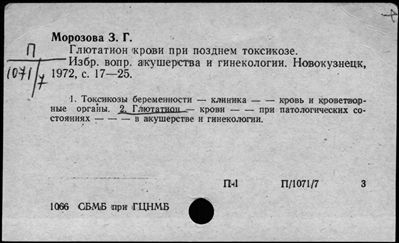 Морозова З. Г.
П
1071/7
Глютатион крови при позднем токсикозе.
Избр. вопр. акушерства и гинекологии. Новокузнецк,
1972, с. 17—25.
1. Токсикозы беременности — клиника — — кровь и кроветвор-
ные органы. 2. Глютатион — крови — — при патологических со-
стояниях — — — в акушерстве и гинекологии.
П-1 П/1071/7 3
1066 СБМБ при ГЦНМБ